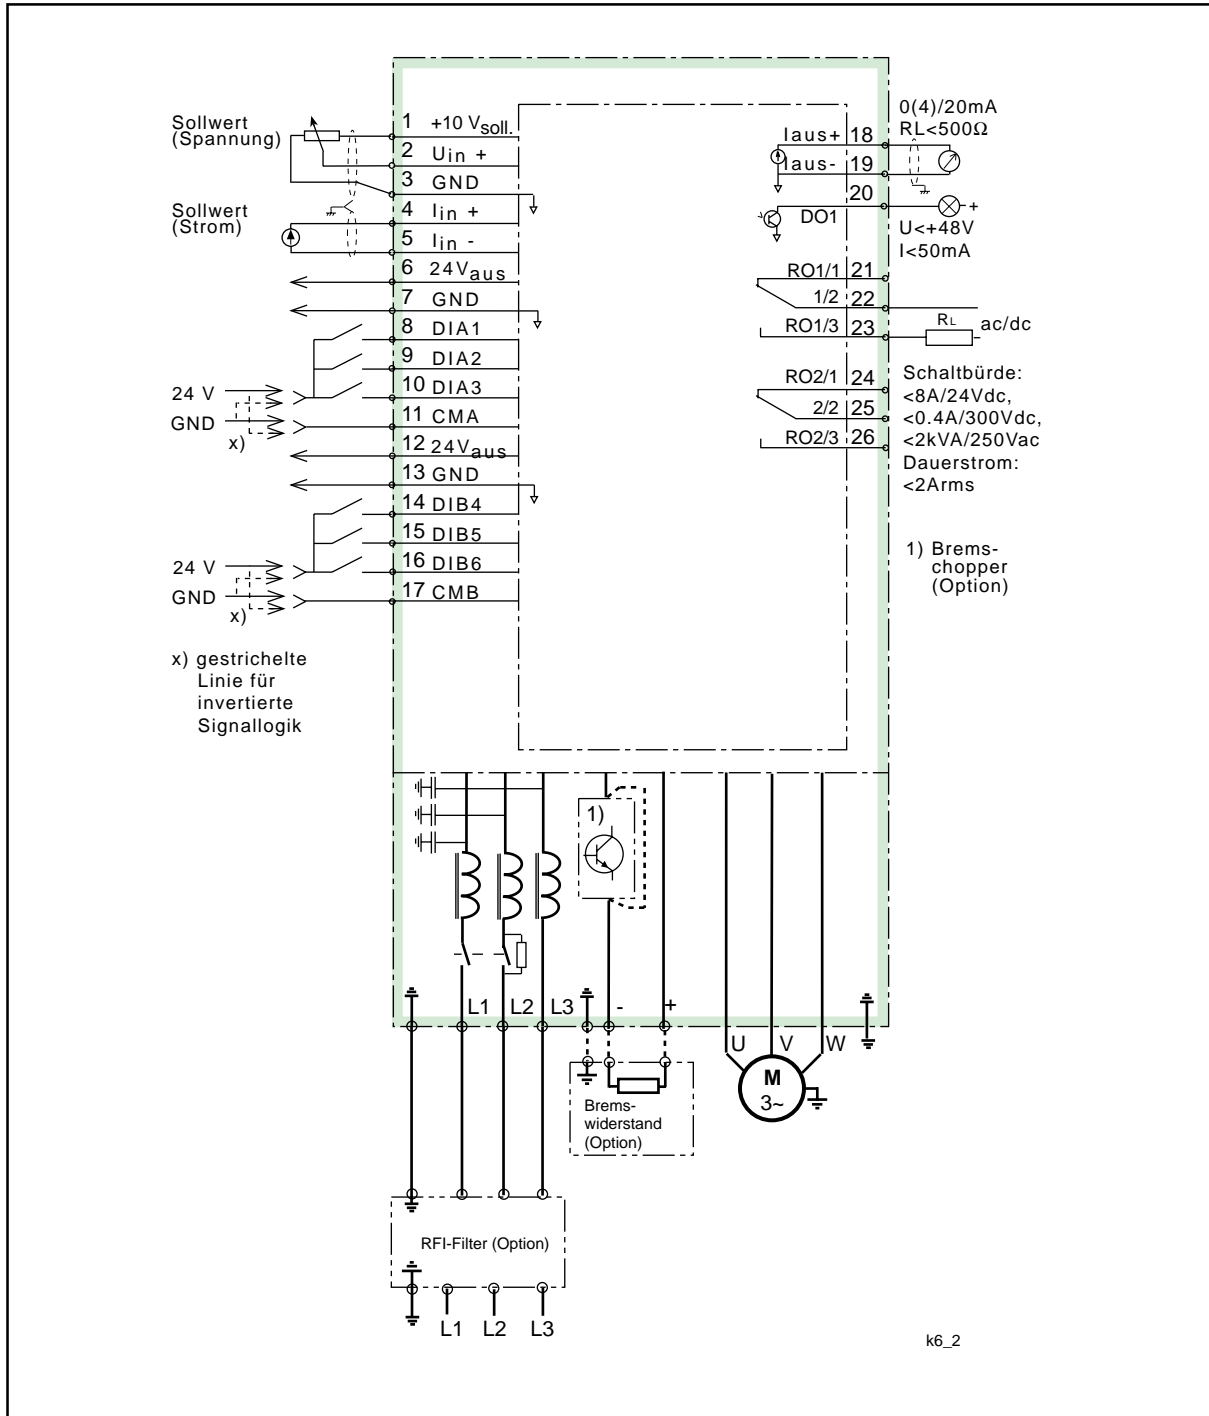 Sollwert
(Spannung)
1 +10 Vsoll.
2 Uin +
3 GND
Sollwert
(Strom)
4 Iin +
5 Iin -
6 24Vaus
7 GND
8 DIA1
9 DIA2
10 DIA3
24 V
GND
x)
11 CMA
12 24Vaus
13 GND
14 DIB4
15 DIB5
16 DIB6
24 V
GND
x)
17 CMB
x) gestrichelte
Linie für
invertierte
Signallogik
Iaus+ 18
Iaus- 19
20
DO1
0(4)/20mA
RL<500Ω
+
U<+48V
I<50mA
RO1/1 21
1/2 22
RO1/3 23
RL ac/dc
RO2/1 24
2/2 25
RO2/3 26
Schaltbürde:
<8A/24Vdc,
<0.4A/300Vdc,
<2kVA/250Vac
Dauerstrom:
<2Arms
1) Brems-
chopper
(Option)
1)
L1 L2 L3 - +
U V W
M
3~
Brems-
widerstand
(Option)
RFI-Filter (Option)
L1 L2 L3
k6_2